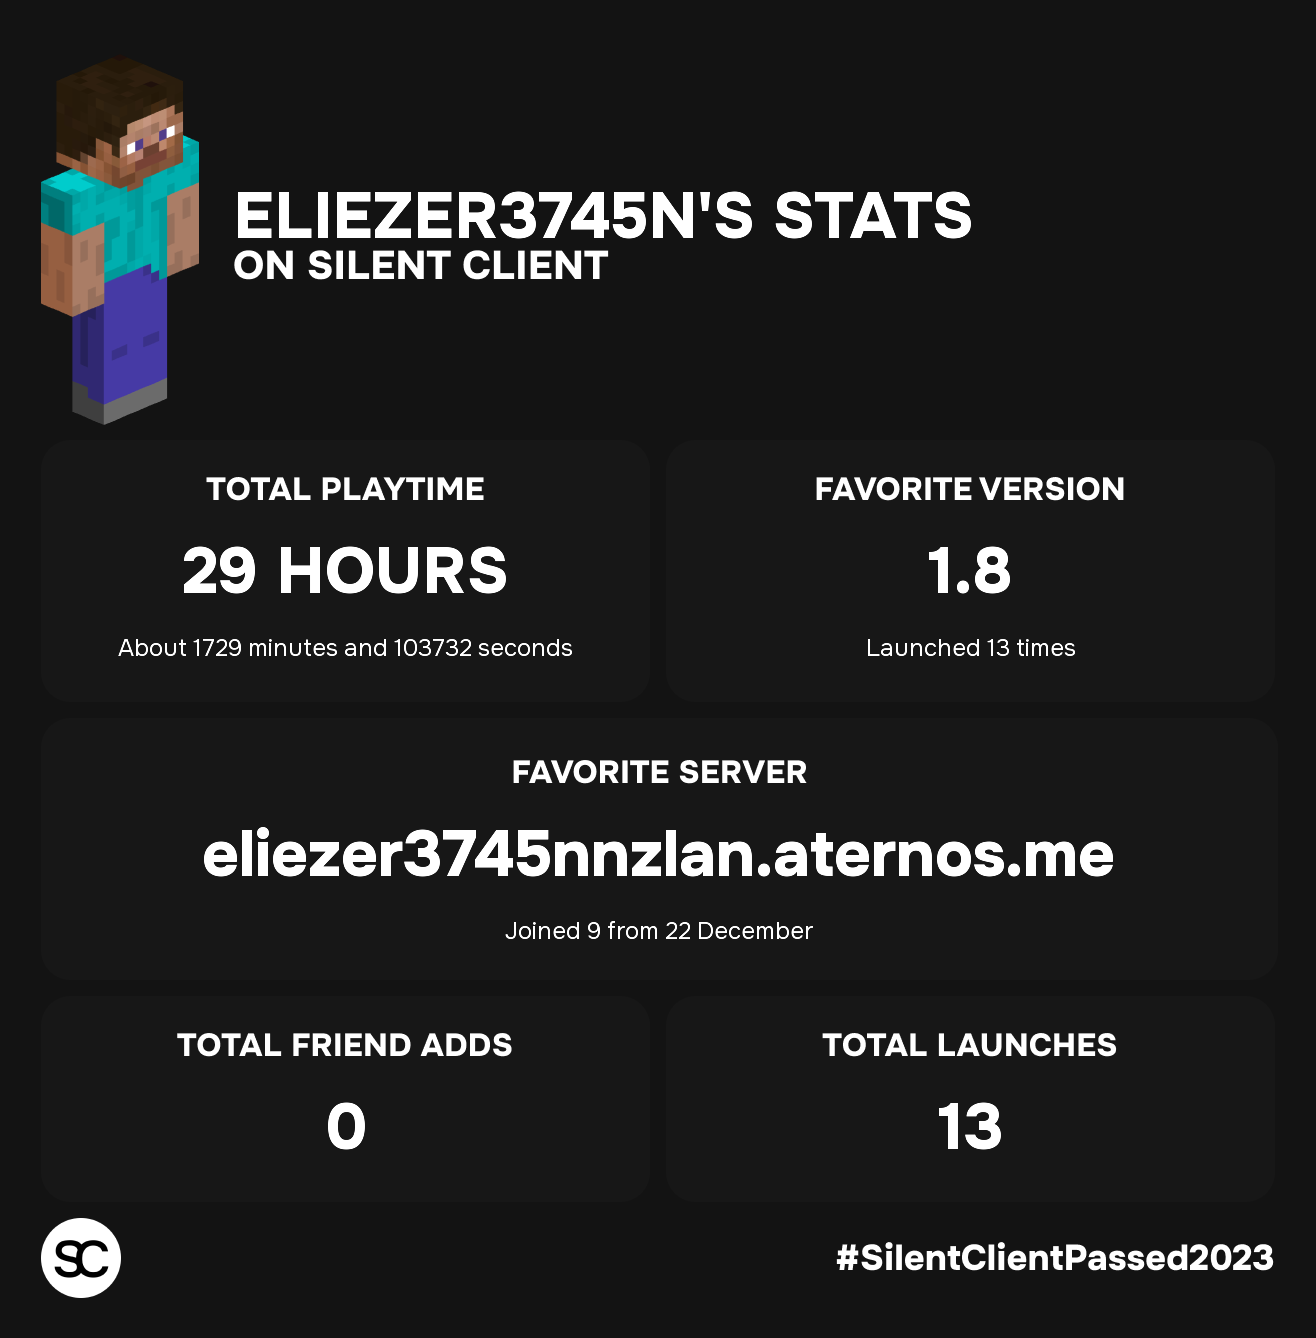 ELIEZER3745N'S STATS
ON SILENT CLIENT
TOTAL PLAYTIME
29 HOURS
About 1729 minutes and 103732 seconds
FAVORITE VERSION
1.8
Launched 13 times
FAVORITE SERVER
eliezer3745nnzlan.aternos.me
Joined 9 from 22 December
TOTAL FRIEND ADDS
0
TOTAL LAUNCHES
13
SC
#SilentClientPassed2023